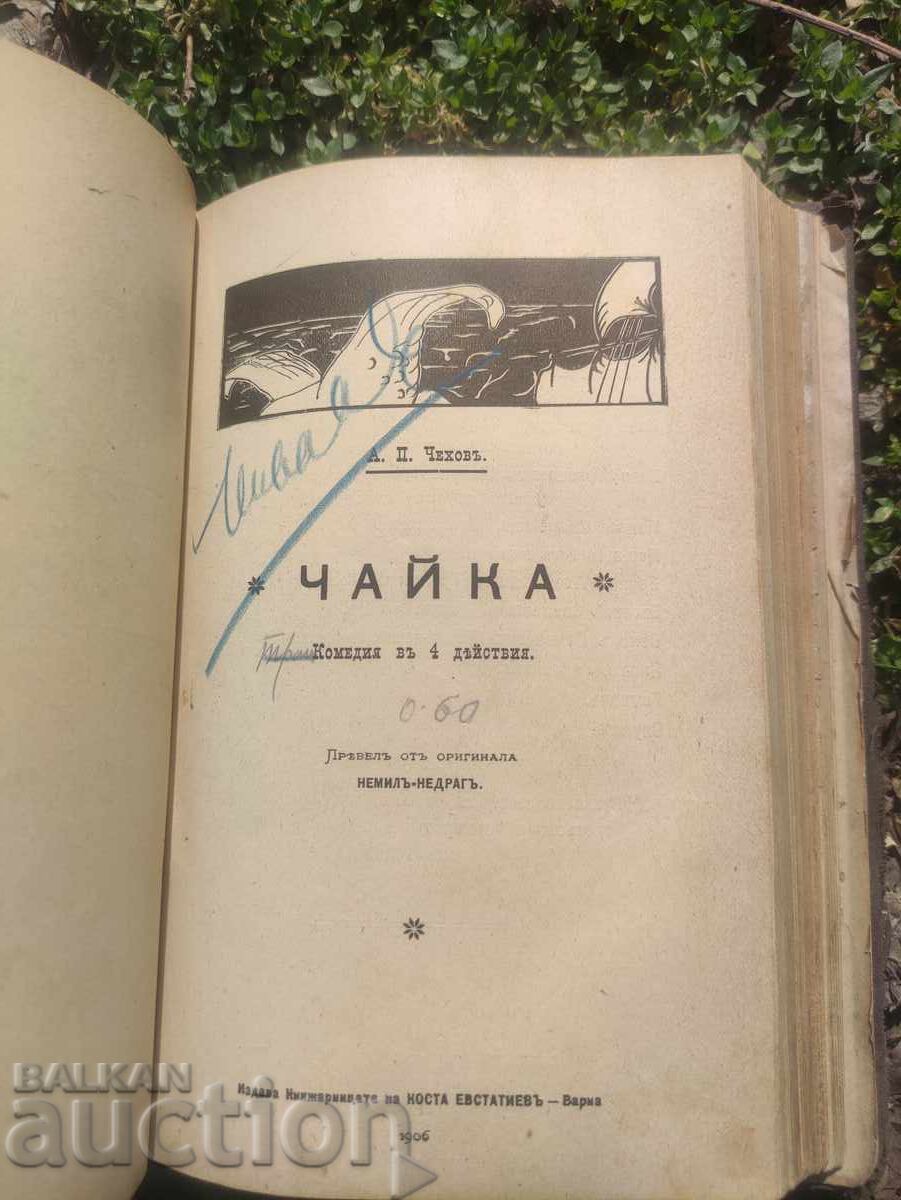 А. П. Чеховъ.
ЧАЙКА
Комедия въ 4 дѣйствия.
0·60
Прѣвелъ отъ оригинала
НЕМИЛЪ-НЕДРАГЪ.
Издава Книжарницата на КОСТА ЕВСТАТИЕВЪ — Варна
1906
BALKAN
auction